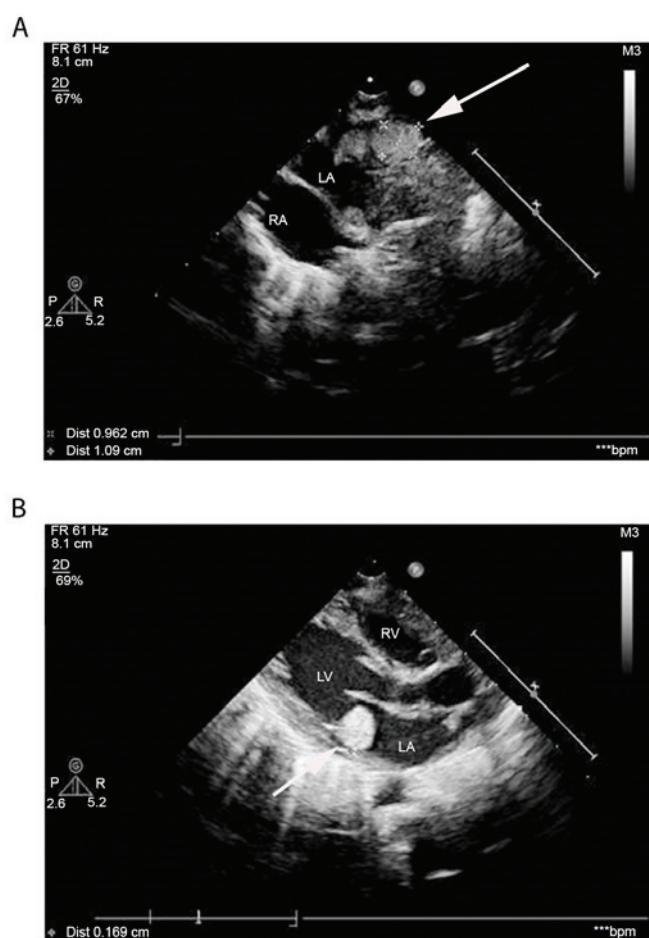 A
FR 61 Hz
M3
8.1 cm
2D
67%
LA
RA
G
P R
2.6 5.2
Dist 0.962 cm
Dist 1.09 cm
***bpm
B
FR 61 Hz
M3
8.1 cm
2D
69%
RV
LV
LA
G
P R
2.6 5.2
Dist 0.169 cm
***bpm